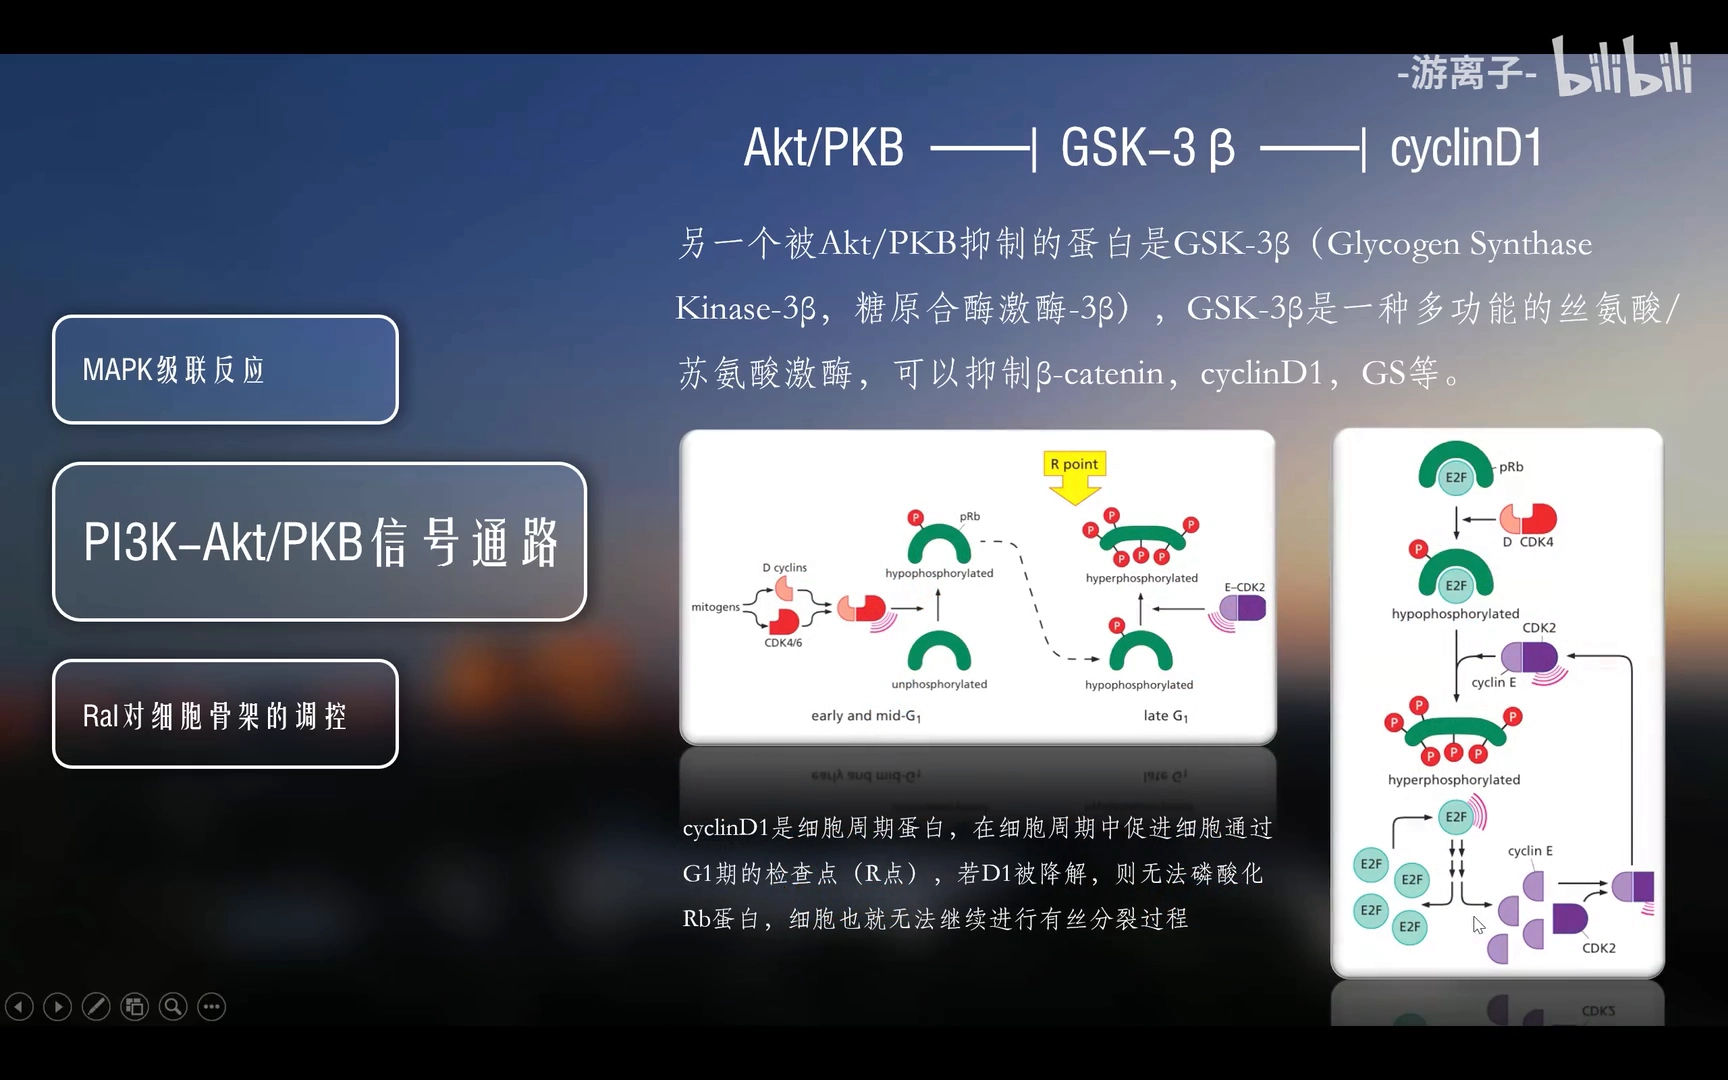 -游离子- bilibili
Akt/PKB ——| GSK-3β ——| cyclinD1
另一个被Akt/PKB抑制的蛋白是GSK-3β（Glycogen Synthase
Kinase-3β，糖原合酶激酶-3β），GSK-3β是一种多功能的丝氨酸/
苏氨酸激酶，可以抑制β-catenin，cyclinD1，GS等。
MAPK级联反应
PI3K-Akt/PKB信号通路
Ral对细胞骨架的调控
R point
P
pRb
P
P
P
P
P
P
hypophosphorylated
hyperphosphorylated
D cyclins
mitogens
CDK4/6
E-CDK2
P
unphosphorylated
hypophosphorylated
early and mid-G1
late G1
E2F
pRb
D CDK4
P
E2F
hypophosphorylated
CDK2
cyclin E
P
P
P
P
P
P
hyperphosphorylated
E2F
cyclin E
E2F
E2F
E2F
E2F
CDK2
cyclinD1是细胞周期蛋白，在细胞周期中促进细胞通过
G1期的检查点（R点），若D1被降解，则无法磷酸化
Rb蛋白，细胞也就无法继续进行有丝分裂过程